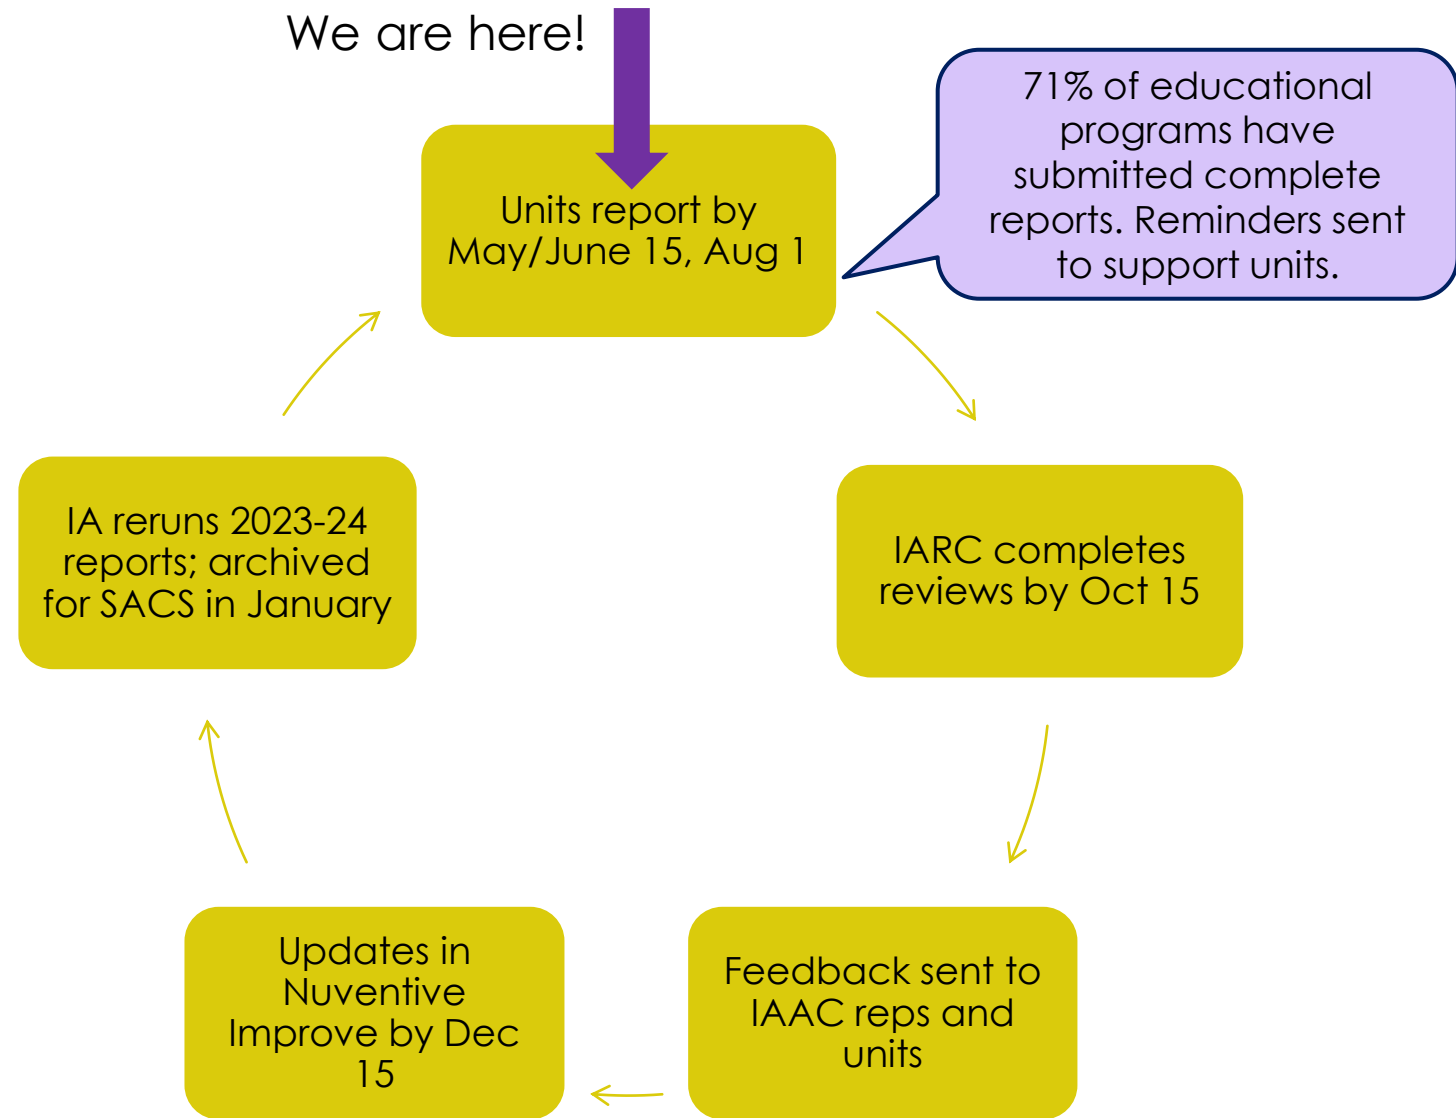 We are here!
71% of educational
programs have
submitted complete
reports. Reminders sent
to support units.
Units report by
May/June 15, Aug 1
IARC completes
reviews by Oct 15
Feedback sent to
IAAC reps and
units
Updates in
Nuventive
Improve by Dec
15
IA reruns 2023-24
reports; archived
for SACS in January